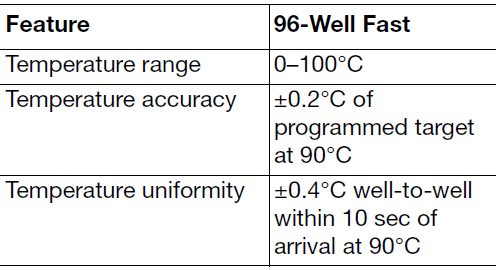 Feature 96-Well Fast
Temperature range 0–100°C
Temperature accuracy ±0.2°C of
programmed target
at 90°C
Temperature uniformity ±0.4°C well-to-well
within 10 sec of
arrival at 90°C